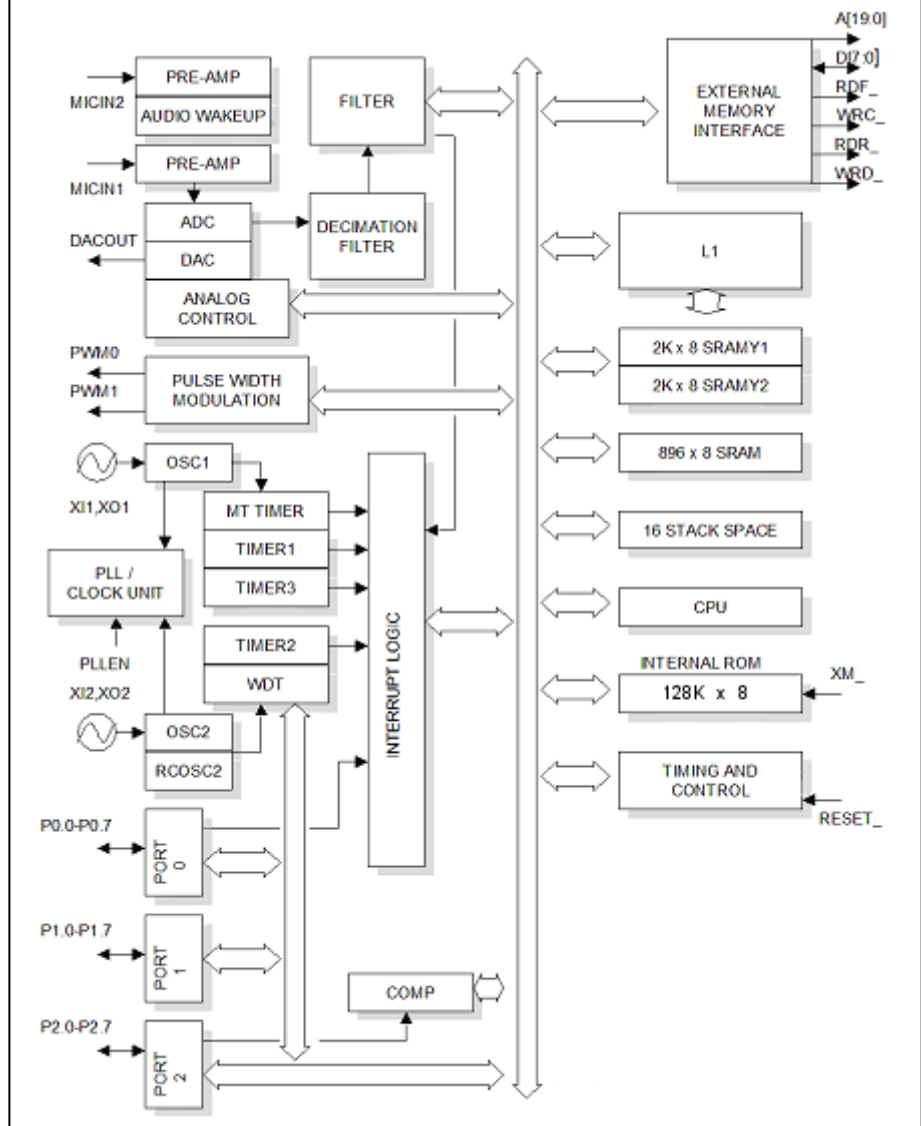 A[19:0]
PRE-AMP
MICIN2
AUDIO WAKEUP
FILTER
EXTERNAL
MEMORY
INTERFACE
D[7:0]
RDF_
WRC_
RDR_
WRD_
PRE-AMP
MICIN1
ADC
DACOUT
DAC
DECIMATION
FILTER
L1
ANALOG
CONTROL
PWM0
PWM1
PULSE WIDTH
MODULATION
2K x 8 SRAMY1
2K x 8 SRAMY2
OSC1
XI1,XO1
896 x 8 SRAM
MT TIMER
TIMER1
TIMER3
16 STACK SPACE
PLL /
CLOCK UNIT
CPU
PLLEN
TIMER2
WDT
INTERRUPT LOGIC
INTERNAL ROM
128K x 8
XM_
XI2,XO2
OSC2
RCOSC2
TIMING AND
CONTROL
RESET_
P0.0-P0.7
PORT
0
P1.0-P1.7
PORT
1
COMP
P2.0-P2.7
PORT
2